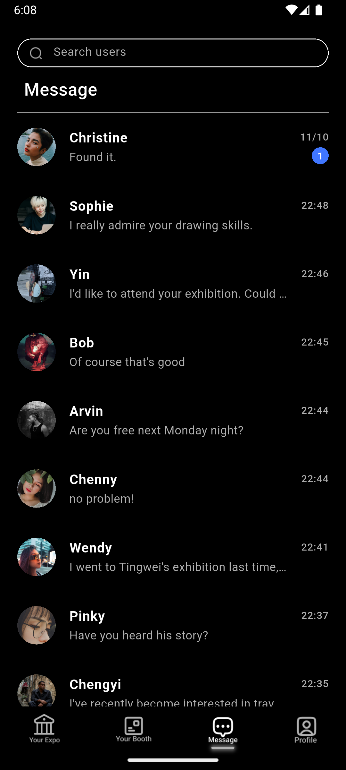 6:08
Search users
Message
Christine 11/10
Found it. 1
Sophie 22:48
I really admire your drawing skills.
Yin 22:46
I'd like to attend your exhibition. Could ...
Bob 22:45
Of course that's good
Arvin 22:44
Are you free next Monday night?
Chenny 22:44
no problem!
Wendy 22:41
I went to Tingwei's exhibition last time,...
Pinky 22:37
Have you heard his story?
Chengyi 22:35
I've recently become interested in trav
Your Expo Your Booth Message Profile